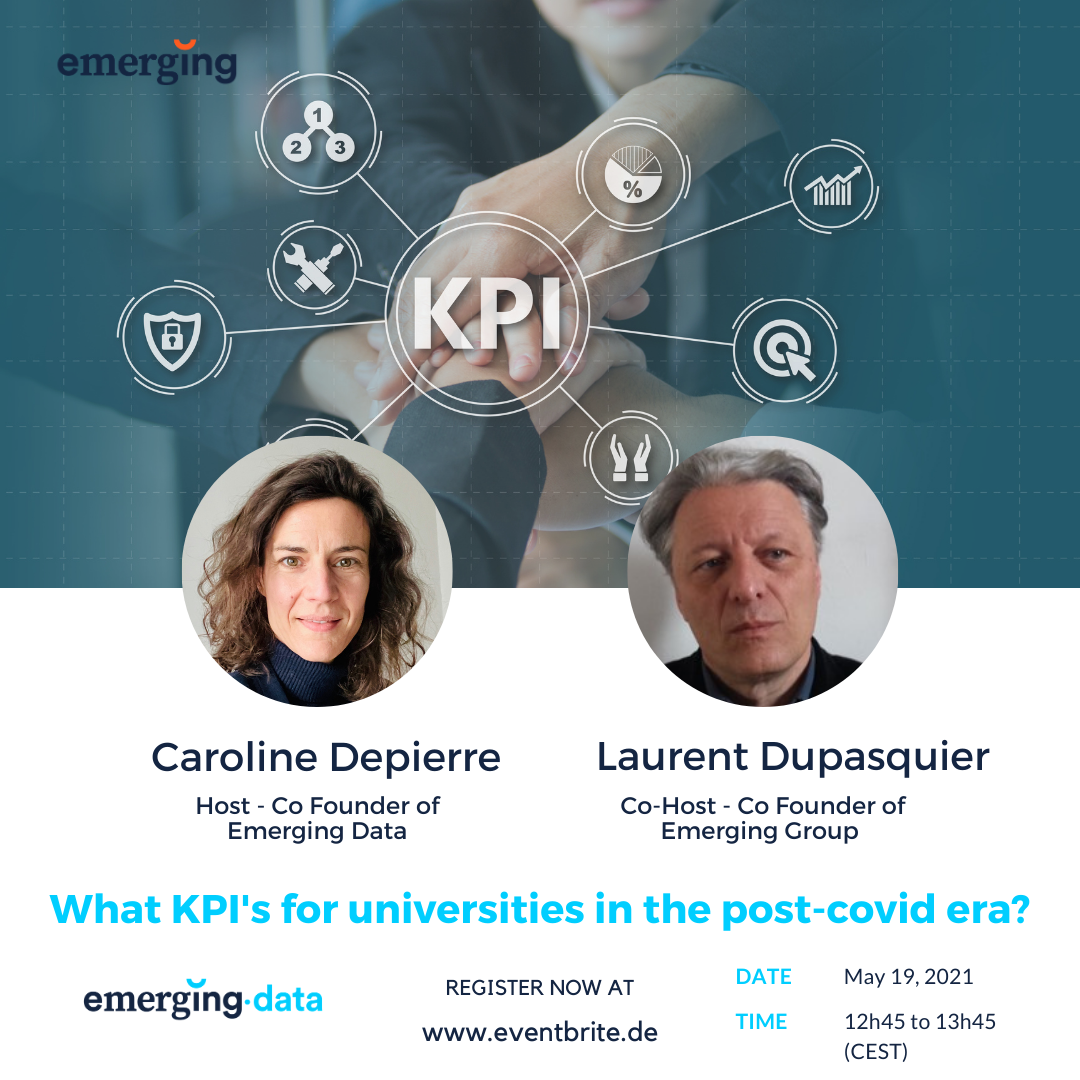 emerging
1
2 3
%
KPI
Caroline Depierre
Host - Co Founder of
Emerging Data
Laurent Dupasquier
Co-Host - Co Founder of
Emerging Group
What KPI's for universities in the post-covid era?
emerging·data
REGISTER NOW AT
www.eventbrite.de
DATE May 19, 2021
TIME 12h45 to 13h45
(CEST)